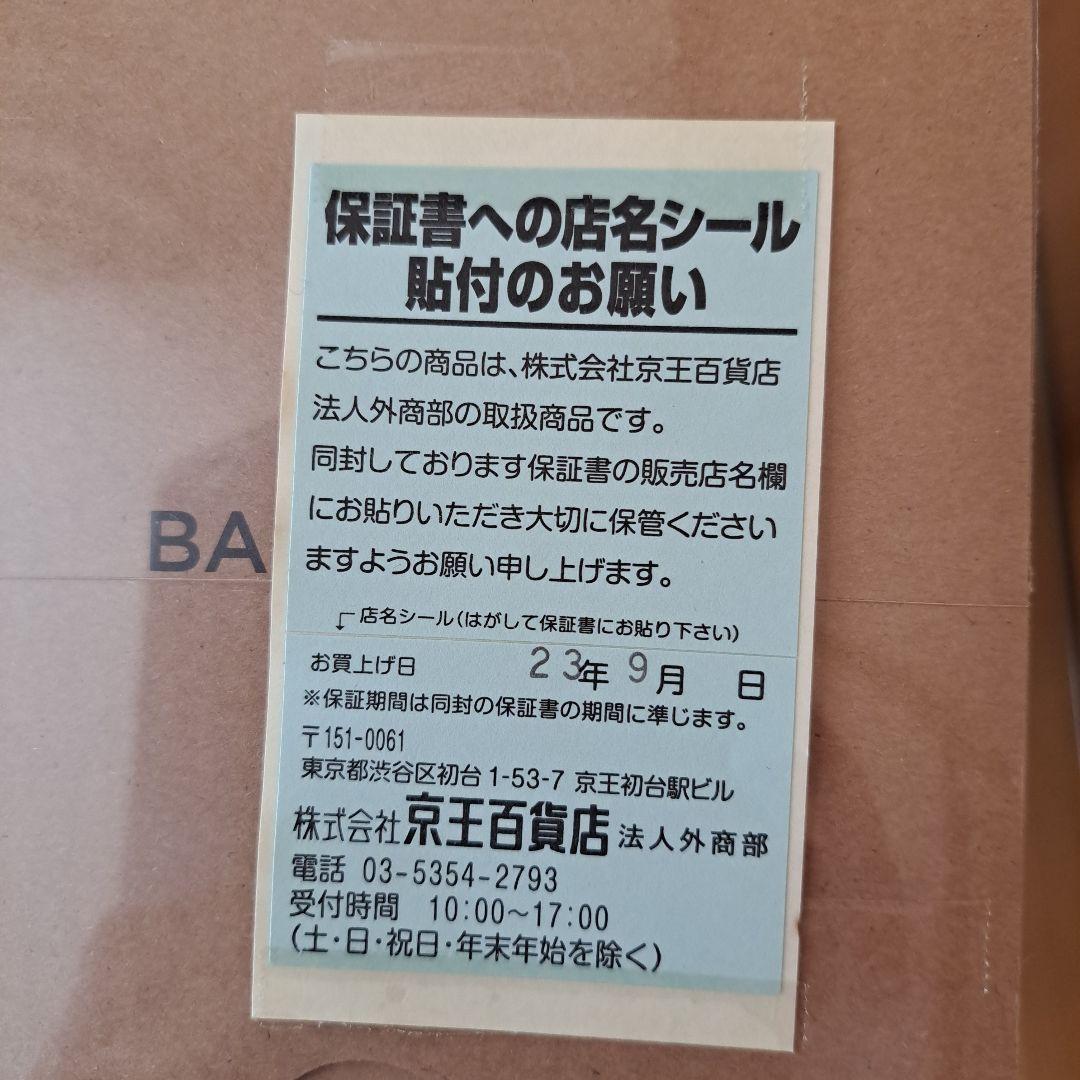 保証書への店名シール
貼付のお願い
こちらの商品は、株式会社京王百貨店
法人外商部の取扱商品です。
同封しております保証書の販売店名欄
にお貼りいただき大切に保管ください
ますようお願い申し上げます。
店名シール(はがして保証書にお貼り下さい)
お買上げ日 23年 9月 日
※保証期間は同封の保証書の期間に準じます。
〒151-0061
東京都渋谷区初台1-53-7 京王初台駅ビル
株式会社京王百貨店 法人外商部
電話 03-5354-2793
受付時間 10:00~17:00
(土・日・祝日・年末年始を除く)
BA